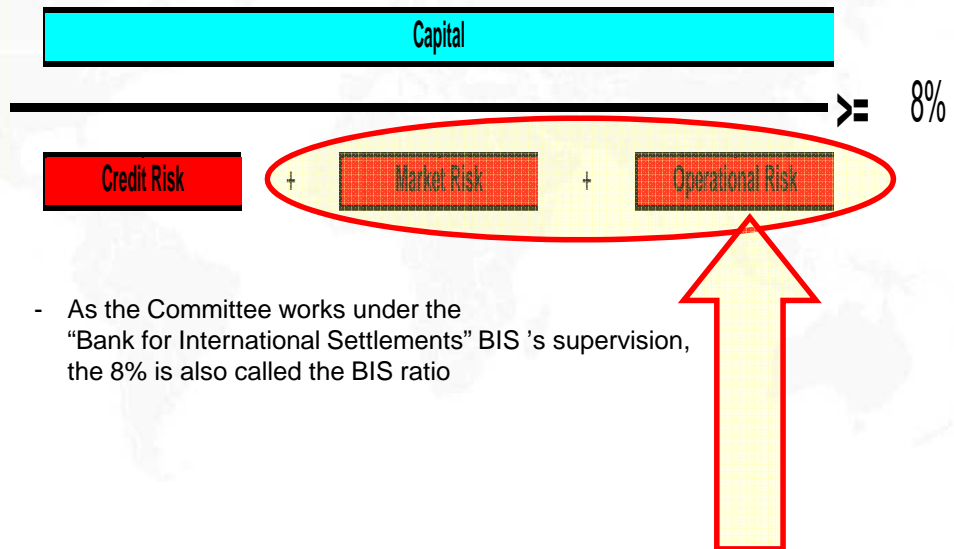 Capital
>= 8%
Credit Risk + Market Risk + Operational Risk
- As the Committee works under the
“Bank for International Settlements” BIS ’s supervision,
the 8% is also called the BIS ratio